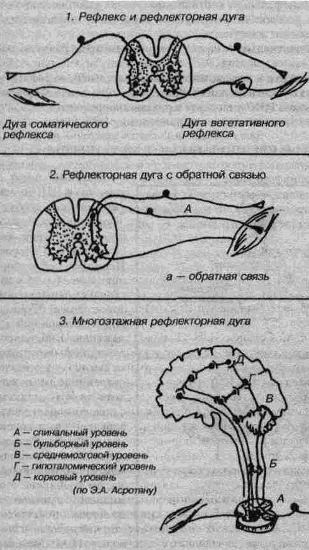 1. Рефлекс и рефлекторная дуга
Дуга соматического
рефлекса
Дуга вегетативного
рефлекса
2. Рефлекторная дуга с обратной связью
А
а — обратная связь
3. Многоэтажная рефлекторная дуга
Д
Г
В
Б
А
А — спинальный уровень
Б — бульборный уровень
В — среднемозговой уровень
Г — гипоталомический уровень
Д — корковый уровень
(по Э.А. Асротяну)